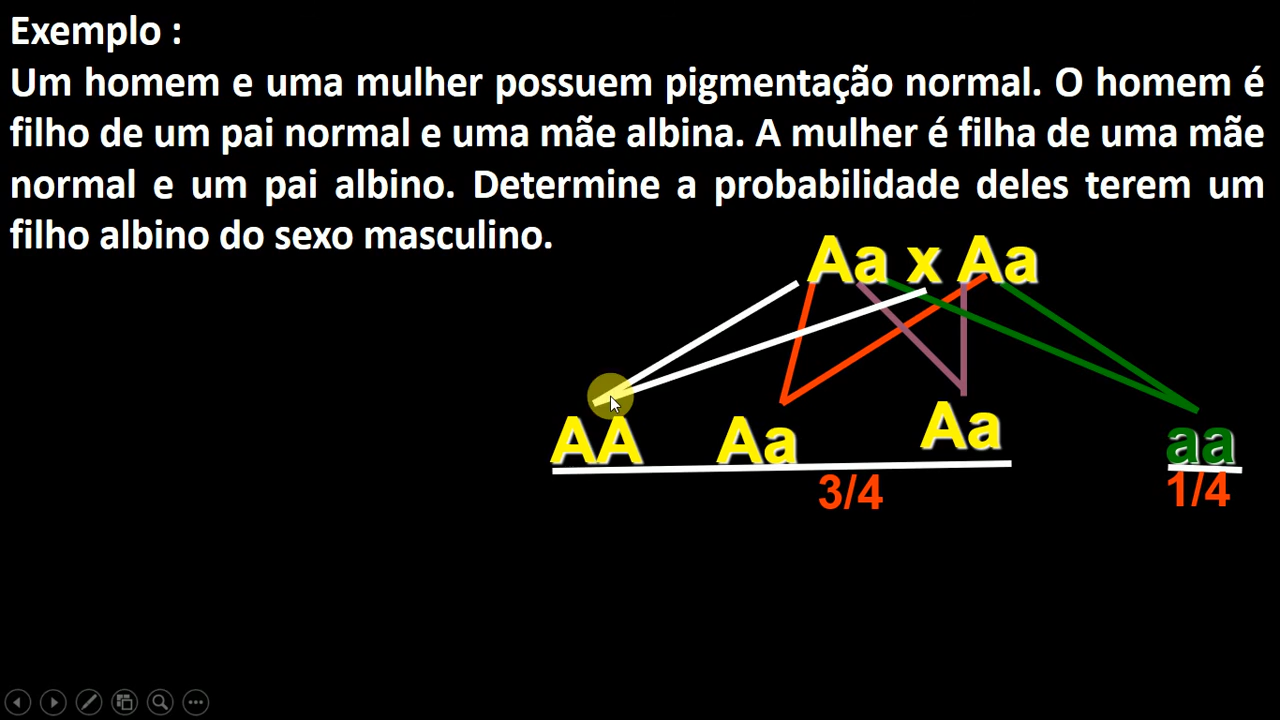 Exemplo :
Um homem e uma mulher possuem pigmentação normal. O homem é
filho de um pai normal e uma mãe albina. A mulher é filha de uma mãe
normal e um pai albino. Determine a probabilidade deles terem um
filho albino do sexo masculino.
Aa x Aa
AA Aa Aa aa
3/4 1/4